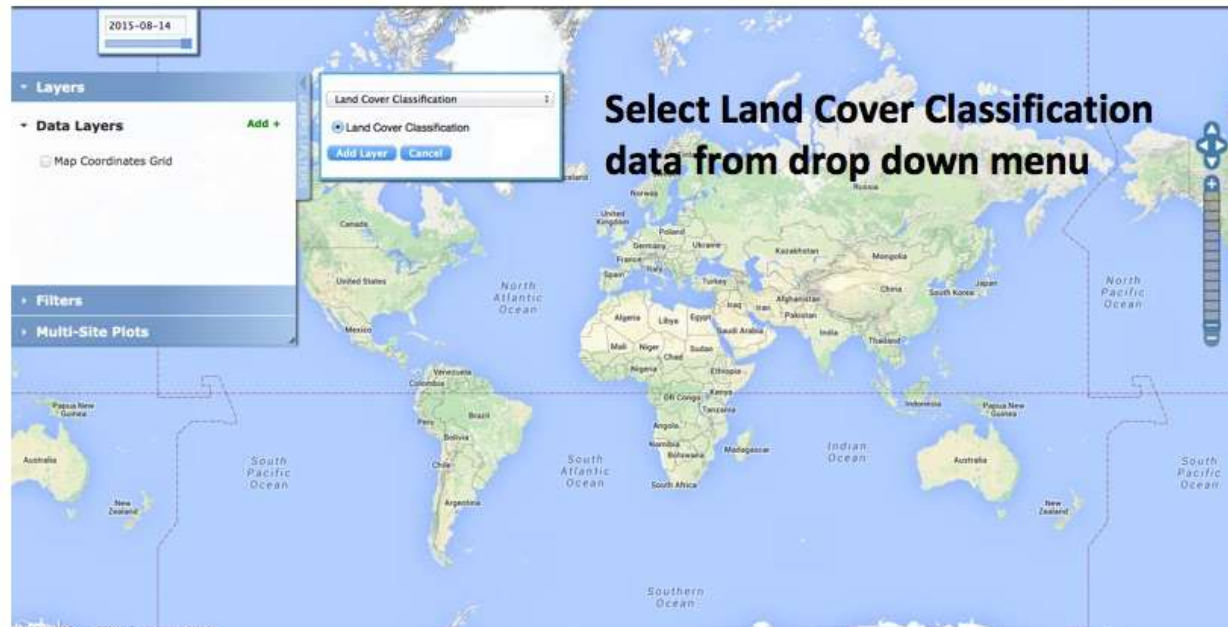 2015-08-14
Layers
Data Layers Add +
Map Coordinates Grid
Filters
Multi-Site Plots
Land Cover Classification
Land Cover Classification
Add Layer Cancel
Select Land Cover Classification
data from drop down menu
Norway
Russia
Canada
United
Kingdom
Poland
Germany
Ukraine
France
Kazakhstan
Mongolia
Spain
Italy
Turkey
United States
North
Atlantic
Ocean
China
South Korea
Japan
North
Pacific
Ocean
Iraq
Iran
Afghanistan
Pakistan
Algeria
Libya
Egypt
Saudi Arabia
India
Mexico
Mali
Niger
Chad
Sudan
Thailand
Nigeria
Ethiopia
Venezuela
Colombia
DR Congo
Kenya
Tanzania
Indonesia
Papua New
Guinea
Papua New
Guinea
Peru
Brazil
Angola
Bolivia
Namibia
Botswana
Madagascar
Indian
Ocean
Australia
Australia
South
Pacific
Ocean
Chile
South
Atlantic
Ocean
South Africa
South
Pacific
Ocean
Argentina
New
Zealand
New
Zealand
Southern
Ocean